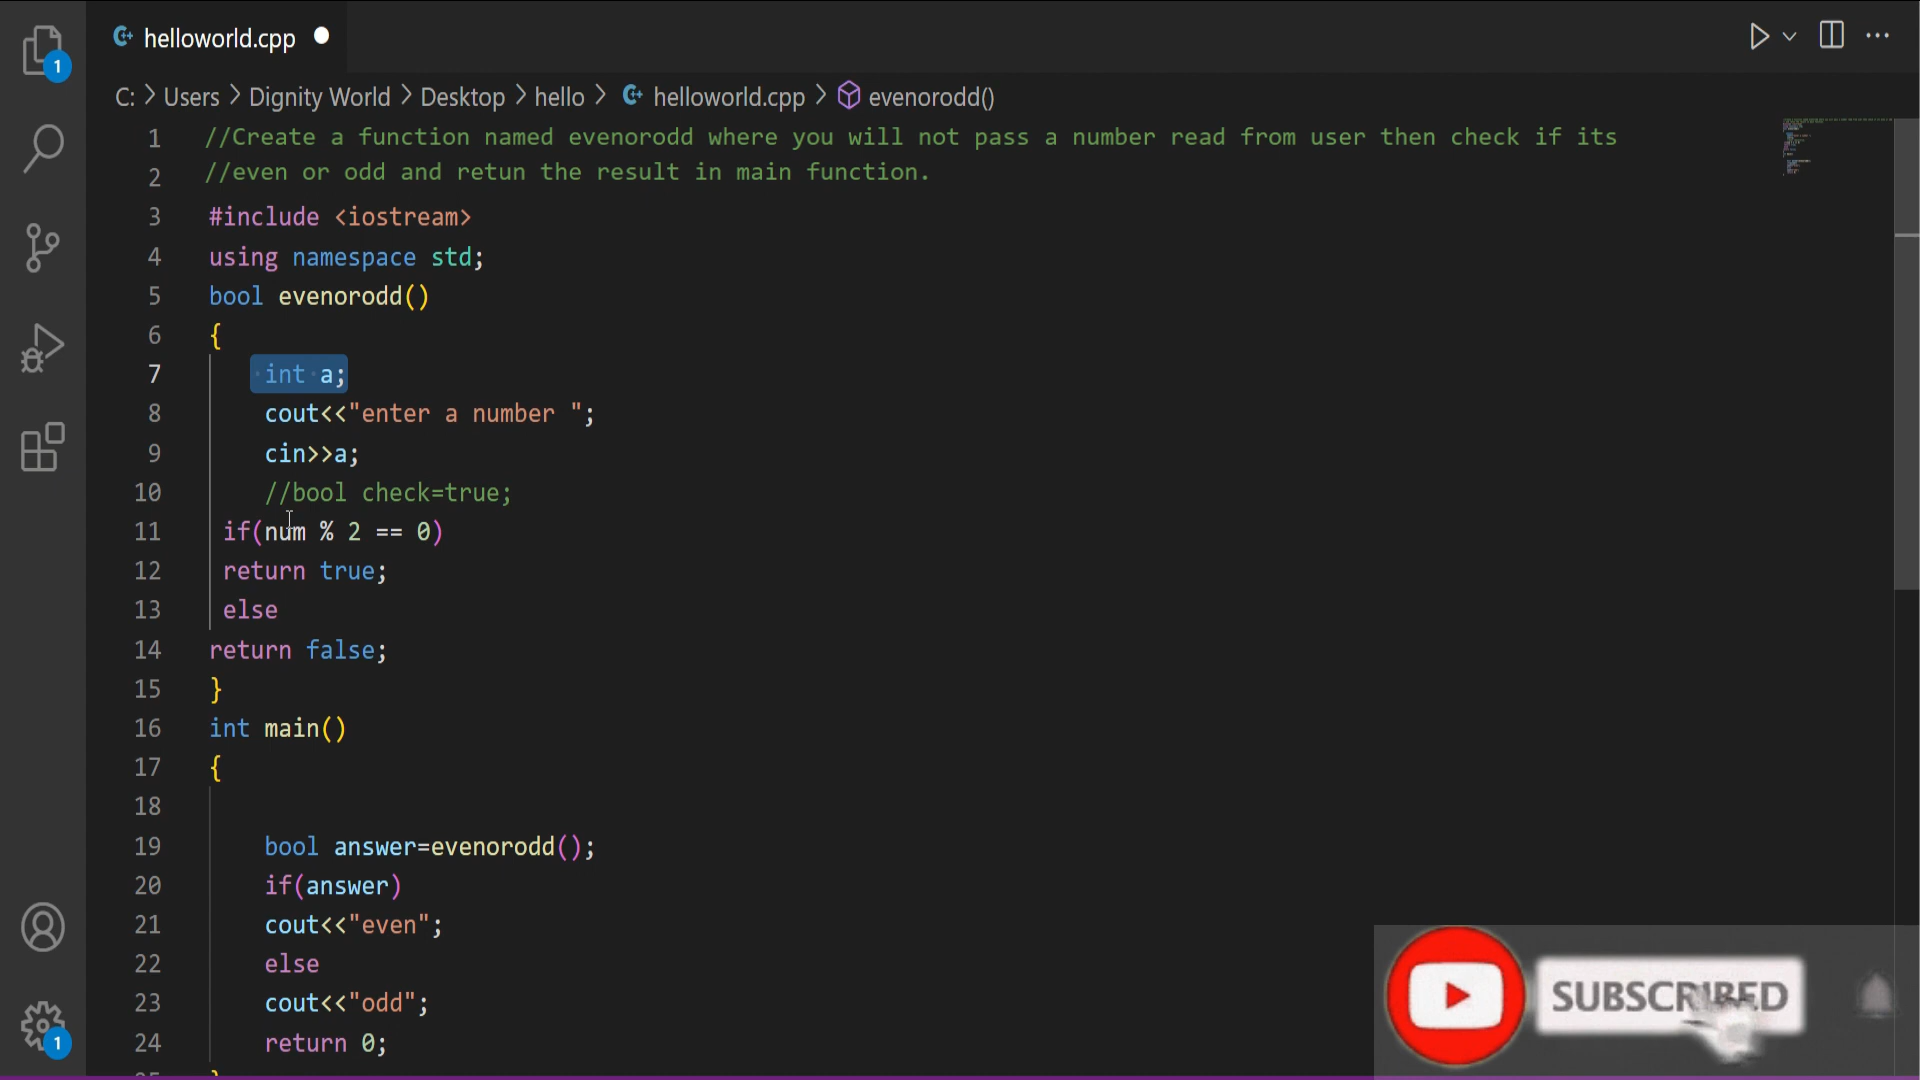 helloworld.cpp
C: > Users > Dignity World > Desktop > hello > helloworld.cpp > evenorodd()
1 //Create a function named evenorodd where you will not pass a number read from user then check if its
2 //even or odd and retun the result in main function.
3 #include <iostream>
4 using namespace std;
5 bool evenorodd()
6 {
7 int a;
8 cout<<"enter a number ";
9 cin>>a;
10 //bool check=true;
11 if(num % 2 == 0)
12 return true;
13 else
14 return false;
15 }
16 int main()
17 {
18
19 bool answer=evenorodd();
20 if(answer)
21 cout<<"even";
22 else
23 cout<<"odd";
24 return 0;
1
1
SUBSCRIBED